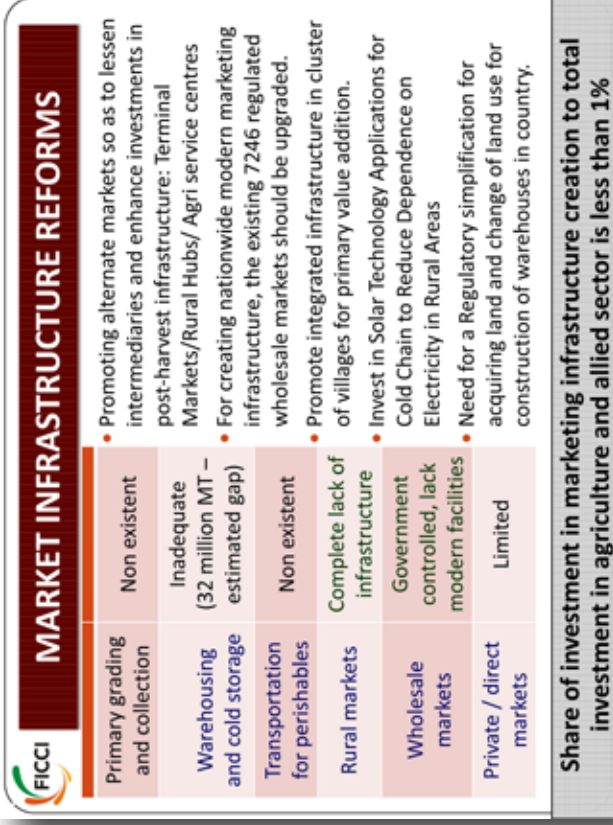 FICCI
MARKET INFRASTRUCTURE REFORMS
Primary grading
and collection
Non existent
Warehousing
and cold storage
Inadequate
(32 million MT –
estimated gap)
Transportation
for perishables
Non existent
Rural markets
Complete lack of
infrastructure
Wholesale
markets
Government
controlled, lack
modern facilities
Private / direct
markets
Limited
• Promoting alternate markets so as to lessen
intermediaries and enhance investments in
post-harvest infrastructure: Terminal
Markets/Rural Hubs/ Agri service centres
• For creating nationwide modern marketing
infrastructure, the existing 7246 regulated
wholesale markets should be upgraded.
• Promote integrated infrastructure in cluster
of villages for primary value addition.
• Invest in Solar Technology Applications for
Cold Chain to Reduce Dependence on
Electricity in Rural Areas
• Need for a Regulatory simplification for
acquiring land and change of land use for
construction of warehouses in country.
Share of investment in marketing infrastructure creation to total
investment in agriculture and allied sector is less than 1%